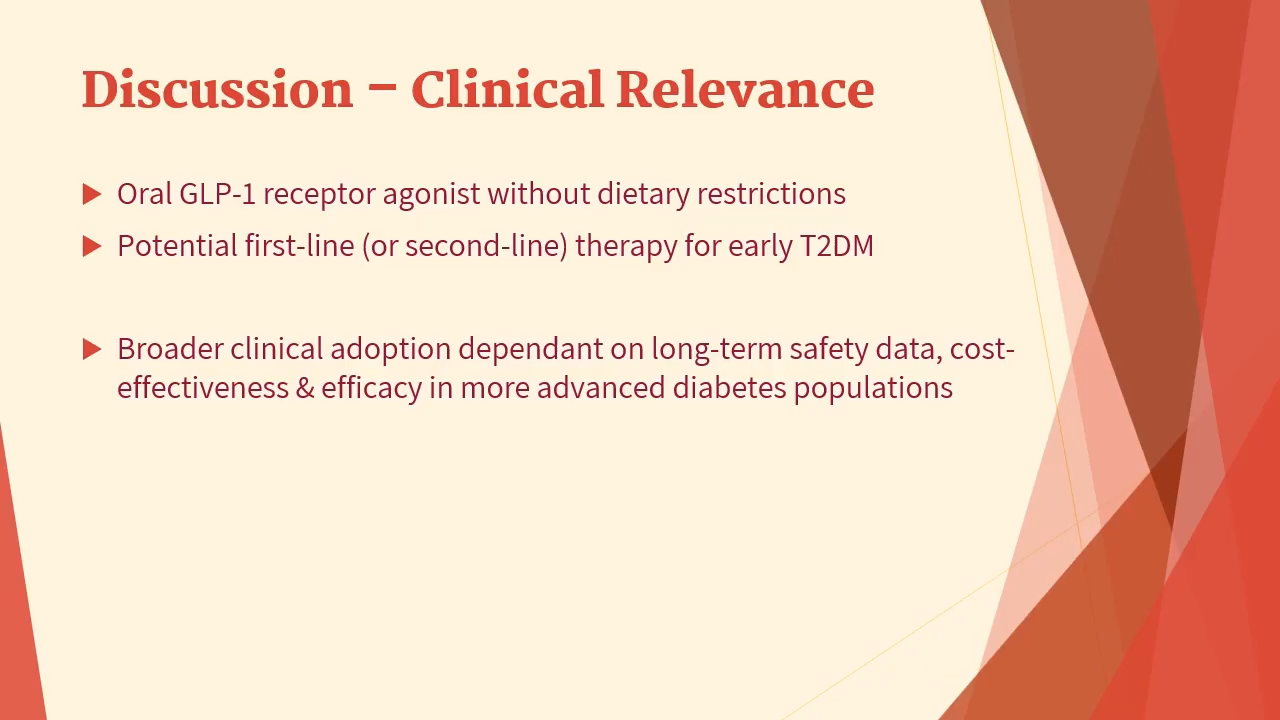 Discussion – Clinical Relevance
Oral GLP-1 receptor agonist without dietary restrictions
Potential first-line (or second-line) therapy for early T2DM
Broader clinical adoption dependant on long-term safety data, cost-
effectiveness & efficacy in more advanced diabetes populations